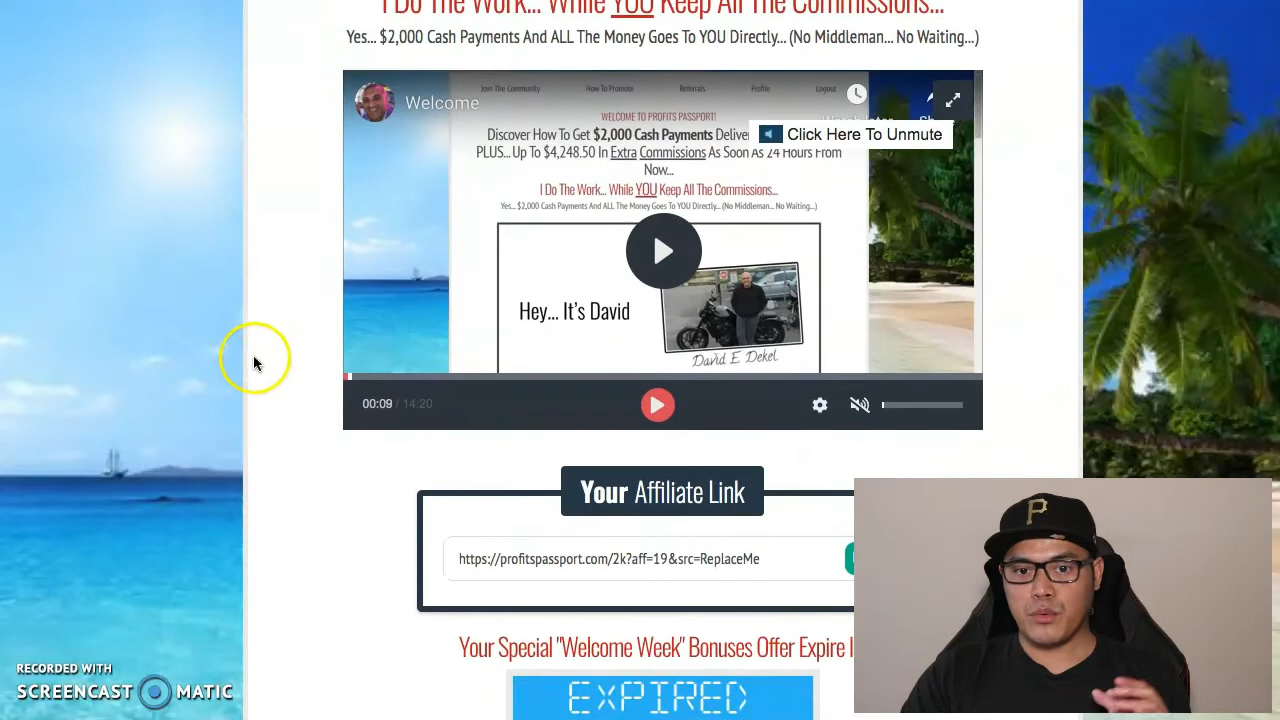 I Do The Work... While YOU Keep All The Commissions...
Yes... $2,000 Cash Payments And ALL The Money Goes To YOU Directly... (No Middleman... No Waiting...)
Welcome
Join The Community How To Promote Referrals Profile Logout
WELCOME TO PROFITS PASSPORT!
Discover How To Get $2,000 Cash Payments Deliver
Click Here To Unmute
PLUS... Up To $4,248.50 In Extra Commissions As Soon As 24 Hours From
Now...
I Do The Work... While YOU Keep All The Commissions...
Yes... $2,000 Cash Payments And ALL The Money Goes To YOU Directly... (No Middleman... No Waiting...)
Hey... It's David
David E Dekel
00:09 / 14:20
Your Affiliate Link
https://profitspassport.com/2k?aff=19&src=ReplaceMe
Your Special "Welcome Week" Bonuses Offer Expire I
EXPIRED
P
RECORDED WITH
SCREENCAST MATIC